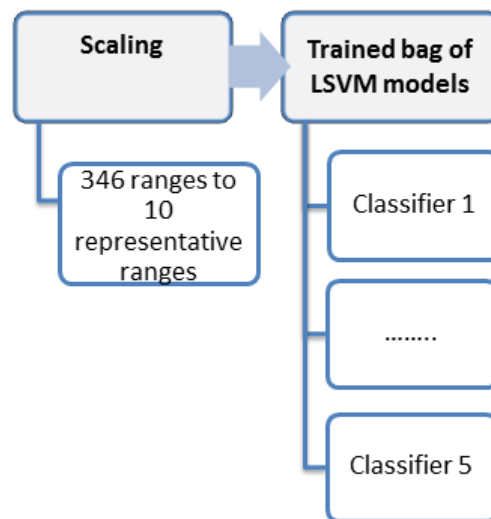 Scaling
346 ranges to
10
representative
ranges
Trained bag of
LSVM models
Classifier 1
……..
Classifier 5